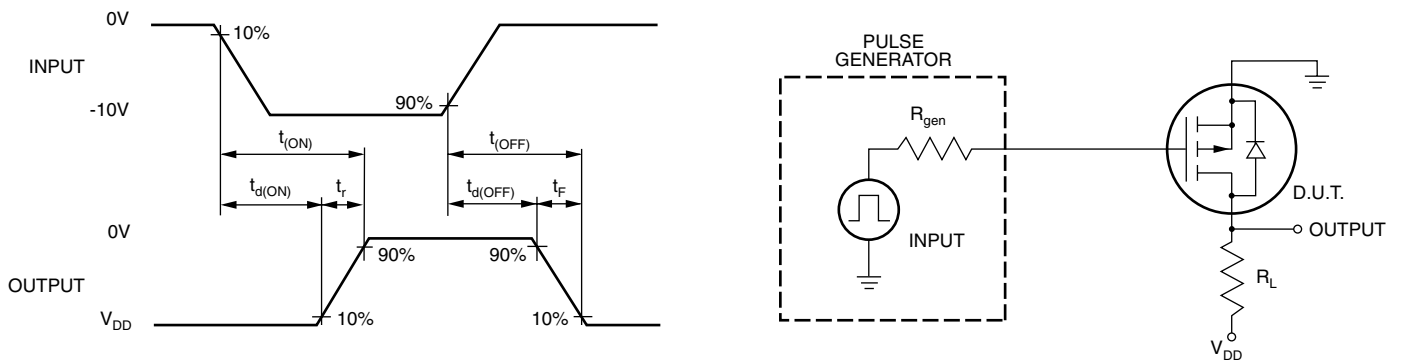 0V
10%
INPUT
-10V
90%
t(ON)
t(OFF)
td(ON)
tr
td(OFF)
tF
0V
90%
90%
OUTPUT
VDD
10%
10%
PULSE
GENERATOR
Rgen
INPUT
D.U.T.
OUTPUT
RL
VDD